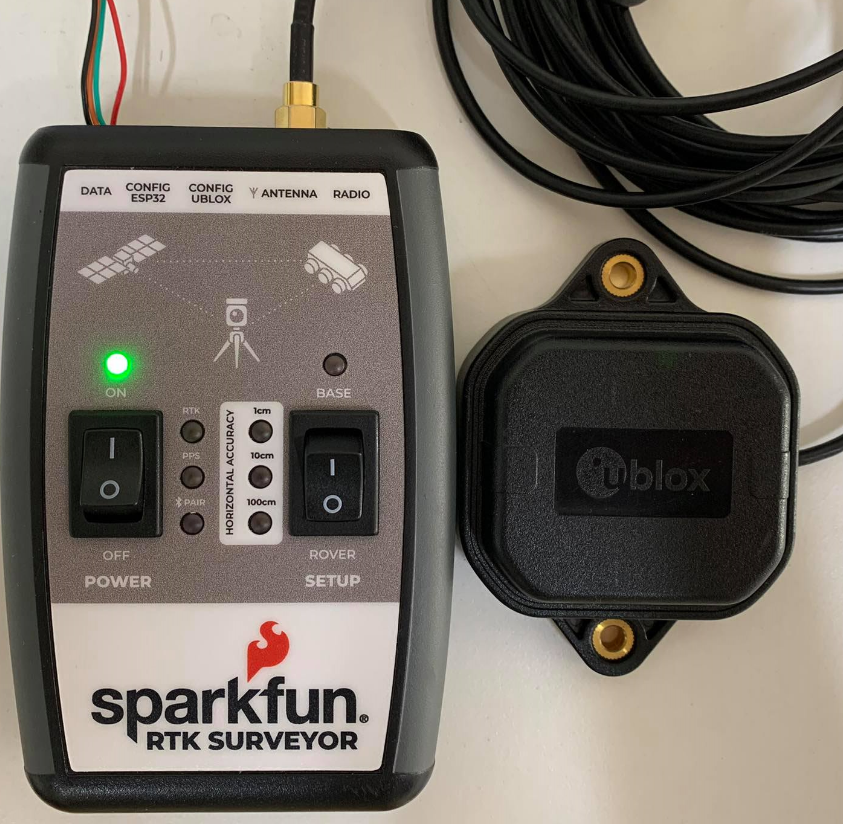 DATA CONFIG ESP32 CONFIG UBLOX ANTENNA RADIO
ON
BASE
RTK
PPS
PAIR
HORIZONTAL ACCURACY
1cm
10cm
100cm
I
O
I
O
OFF
POWER
ROVER
SETUP
sparkfun®
RTK SURVEYOR
ublox